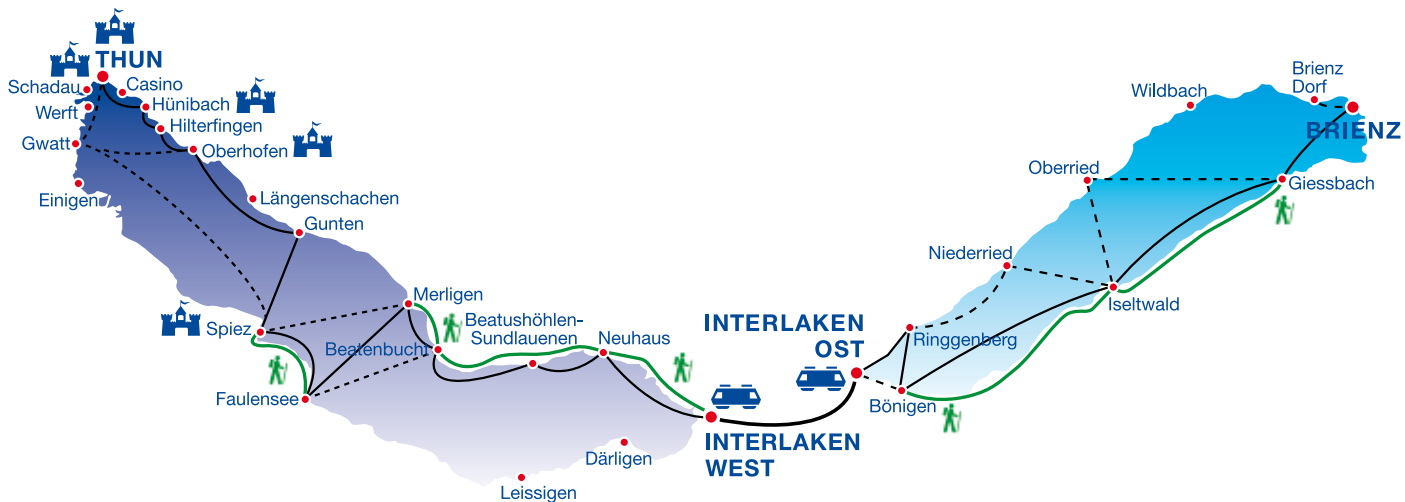 THUN
Schadau
Casino
Werft
Hünibach
Hilterfingen
Gwatt
Oberhofen
Einigen
Längenschachen
Gunten
Merligen
Spiez
Beatushöhlen-
Sundlauenen
Neuhaus
Beatenbucht
Faulensee
INTERLAKEN
WEST
Därligen
Leissigen
INTERLAKEN
OST
Ringgenberg
Bönigen
Niederried
Iseltwald
Oberried
Giessbach
Wildbach
Brienz
Dorf
BRIENZ